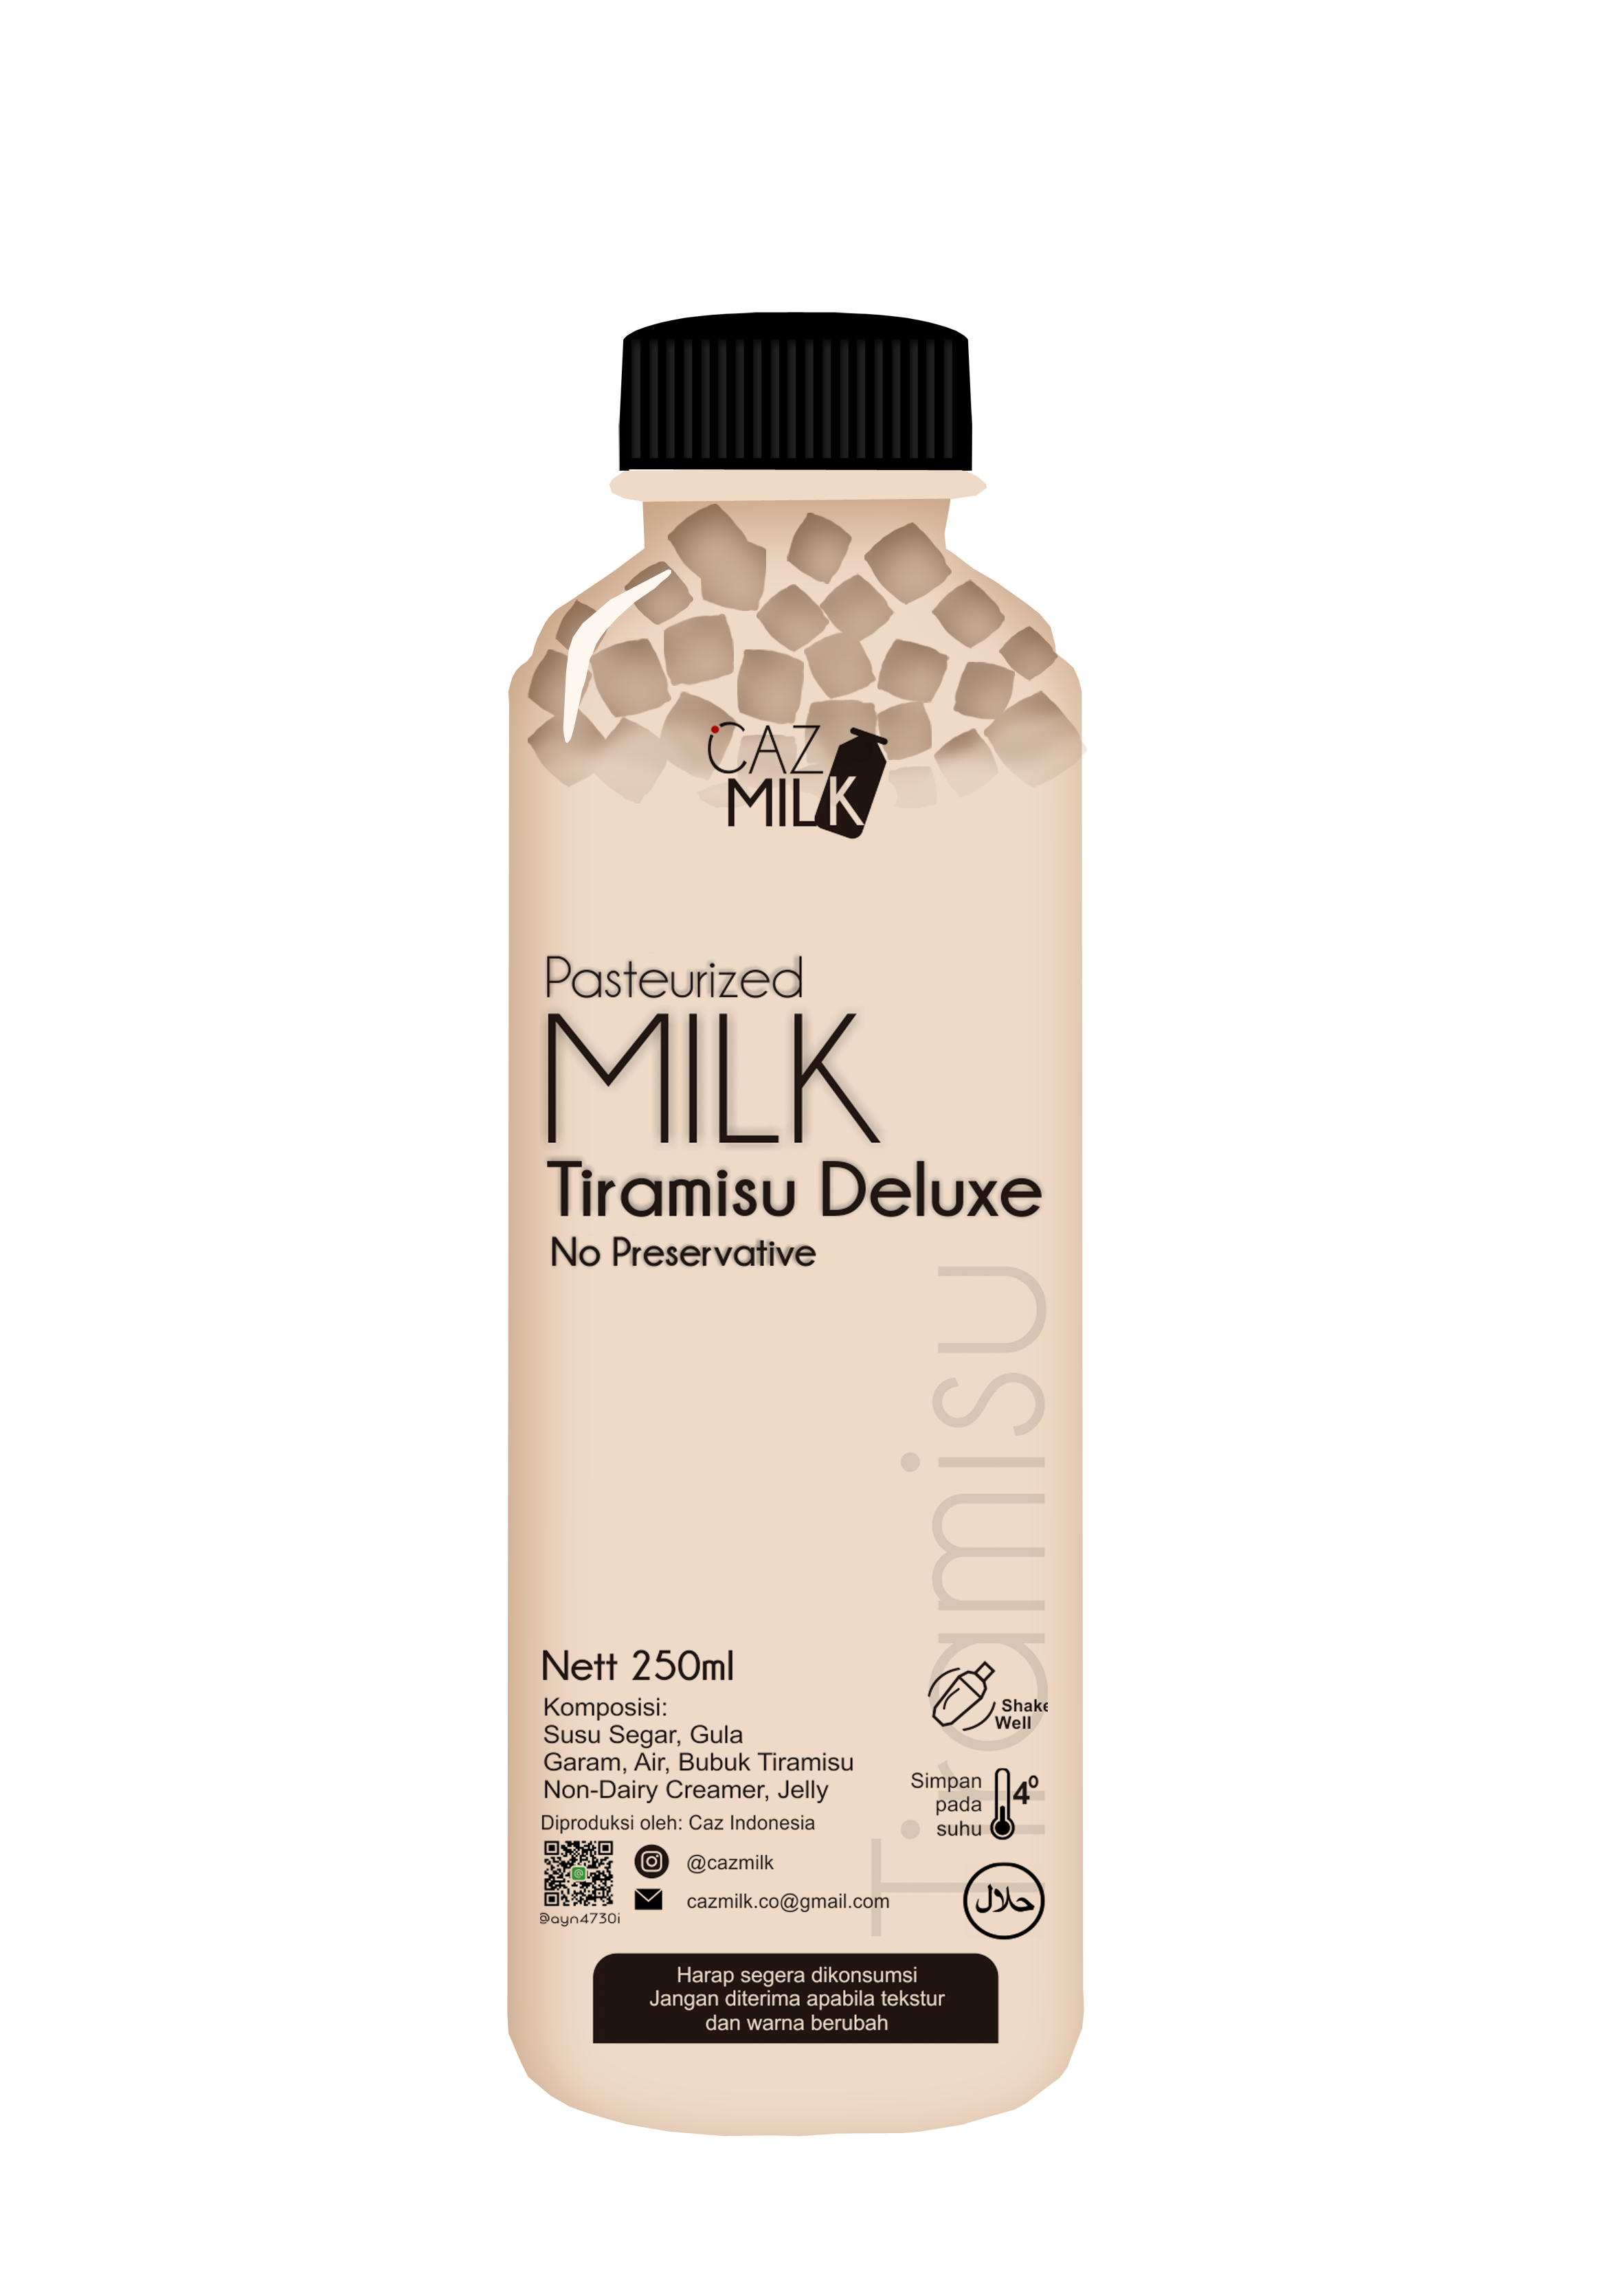 CAZ
MILK
Pasteurized
MILK
Tiramisu Deluxe
No Preservative
Tiramisu
Nett 250ml
Komposisi:
Susu Segar, Gula
Garam, Air, Bubuk Tiramisu
Non-Dairy Creamer, Jelly
Shake
Well
Simpan
pada
suhu
4⁰
Diproduksi oleh: Caz Indonesia
@cazmilk
cazmilk.co@gmail.com
@ayn4730i
حلال
Harap segera dikonsumsi
Jangan diterima apabila tekstur
dan warna berubah